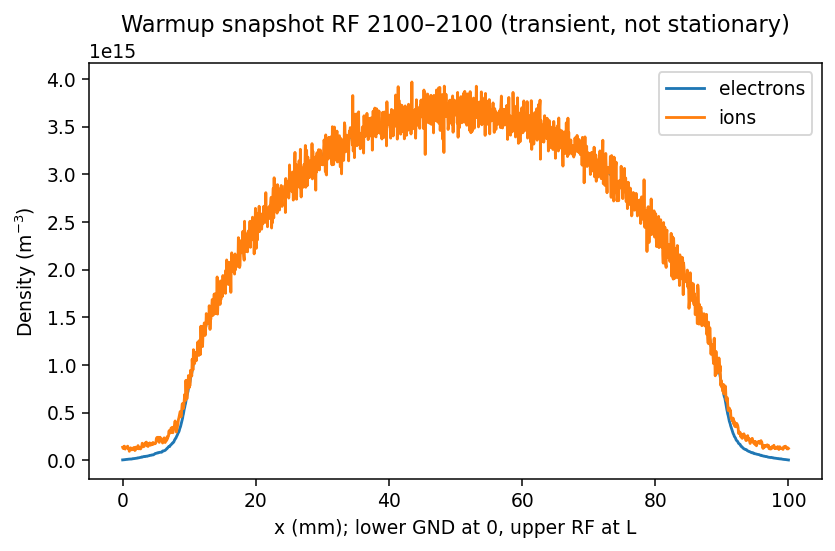 Warmup snapshot RF 2100–2100 (transient, not stationary)
1e15
4.0
3.5
3.0
2.5
2.0
1.5
1.0
0.5
0.0
Density (m⁻³)
electrons
ions
0 20 40 60 80 100
x (mm); lower GND at 0, upper RF at L